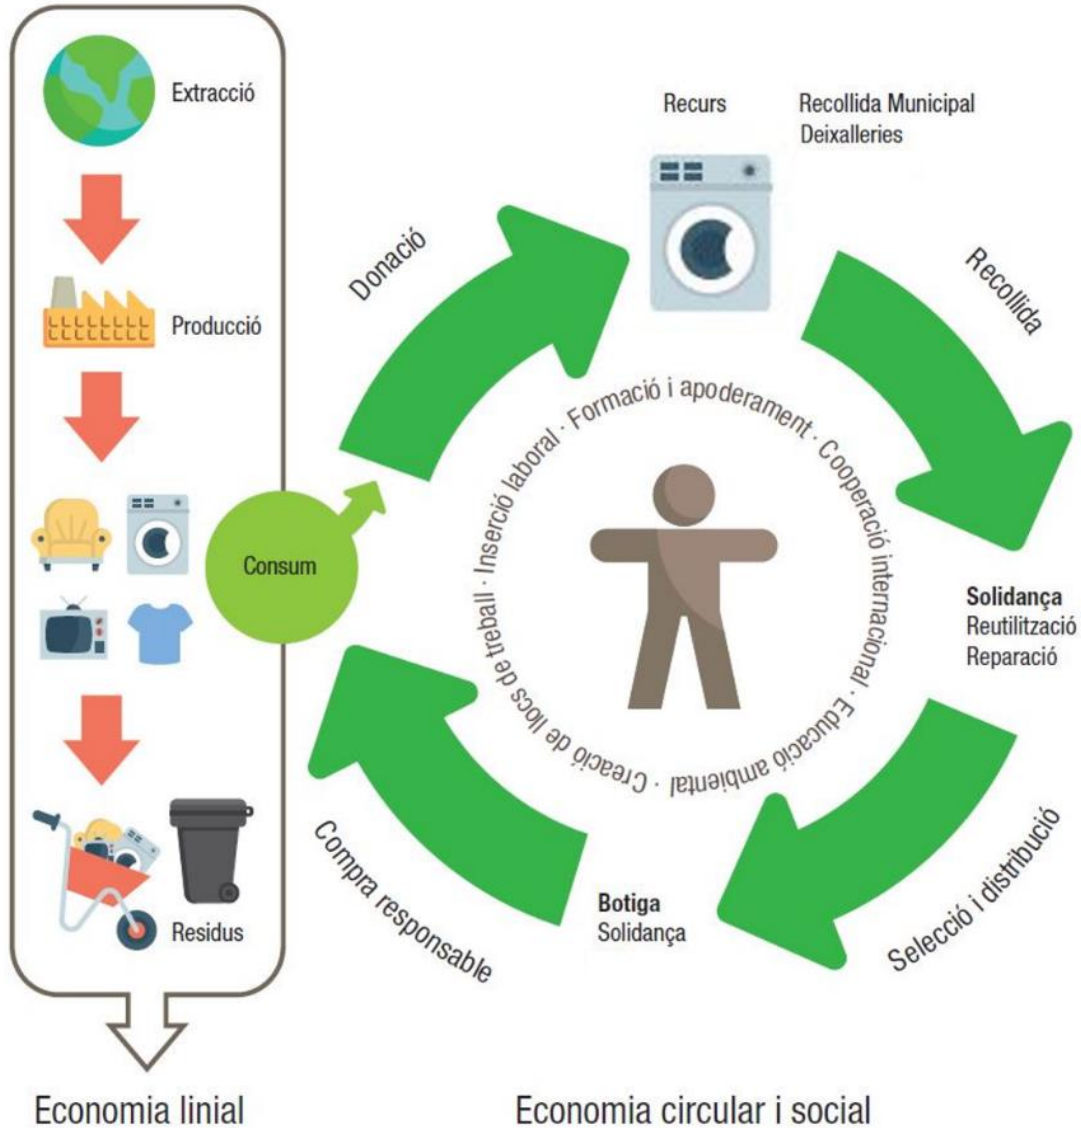 Extracció
Producció
Consum
Residus
Economia linial
Donació
Recurs
Recollida Municipal
Deixalleries
Recollida
Solidança
Reutilització
Reparació
Selecció i distribució
Botiga
Solidança
Compra responsable
Inserció laboral · Formació i apoderament · Cooperació internacional · Educació ambiental · Creació de llocs de treball ·
Economia circular i social